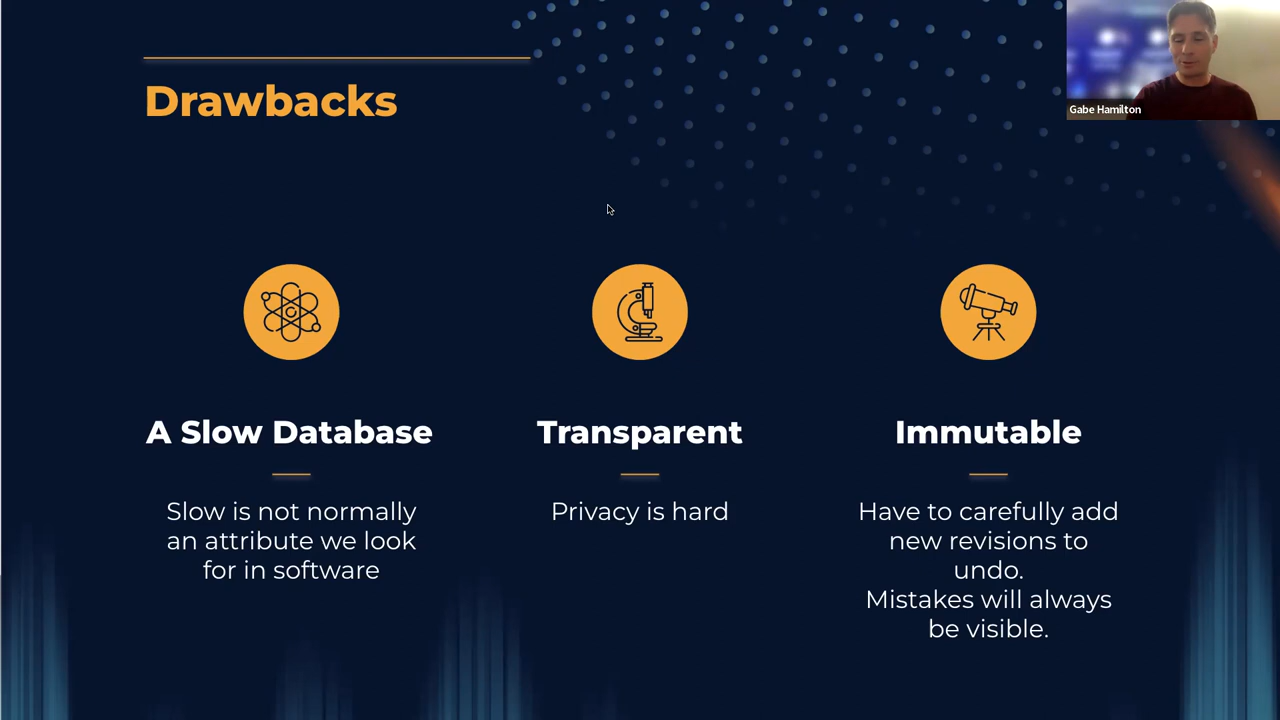 Drawbacks
Gabe Hamilton
A Slow Database
Slow is not normally
an attribute we look
for in software
Transparent
Privacy is hard
Immutable
Have to carefully add
new revisions to
undo.
Mistakes will always
be visible.